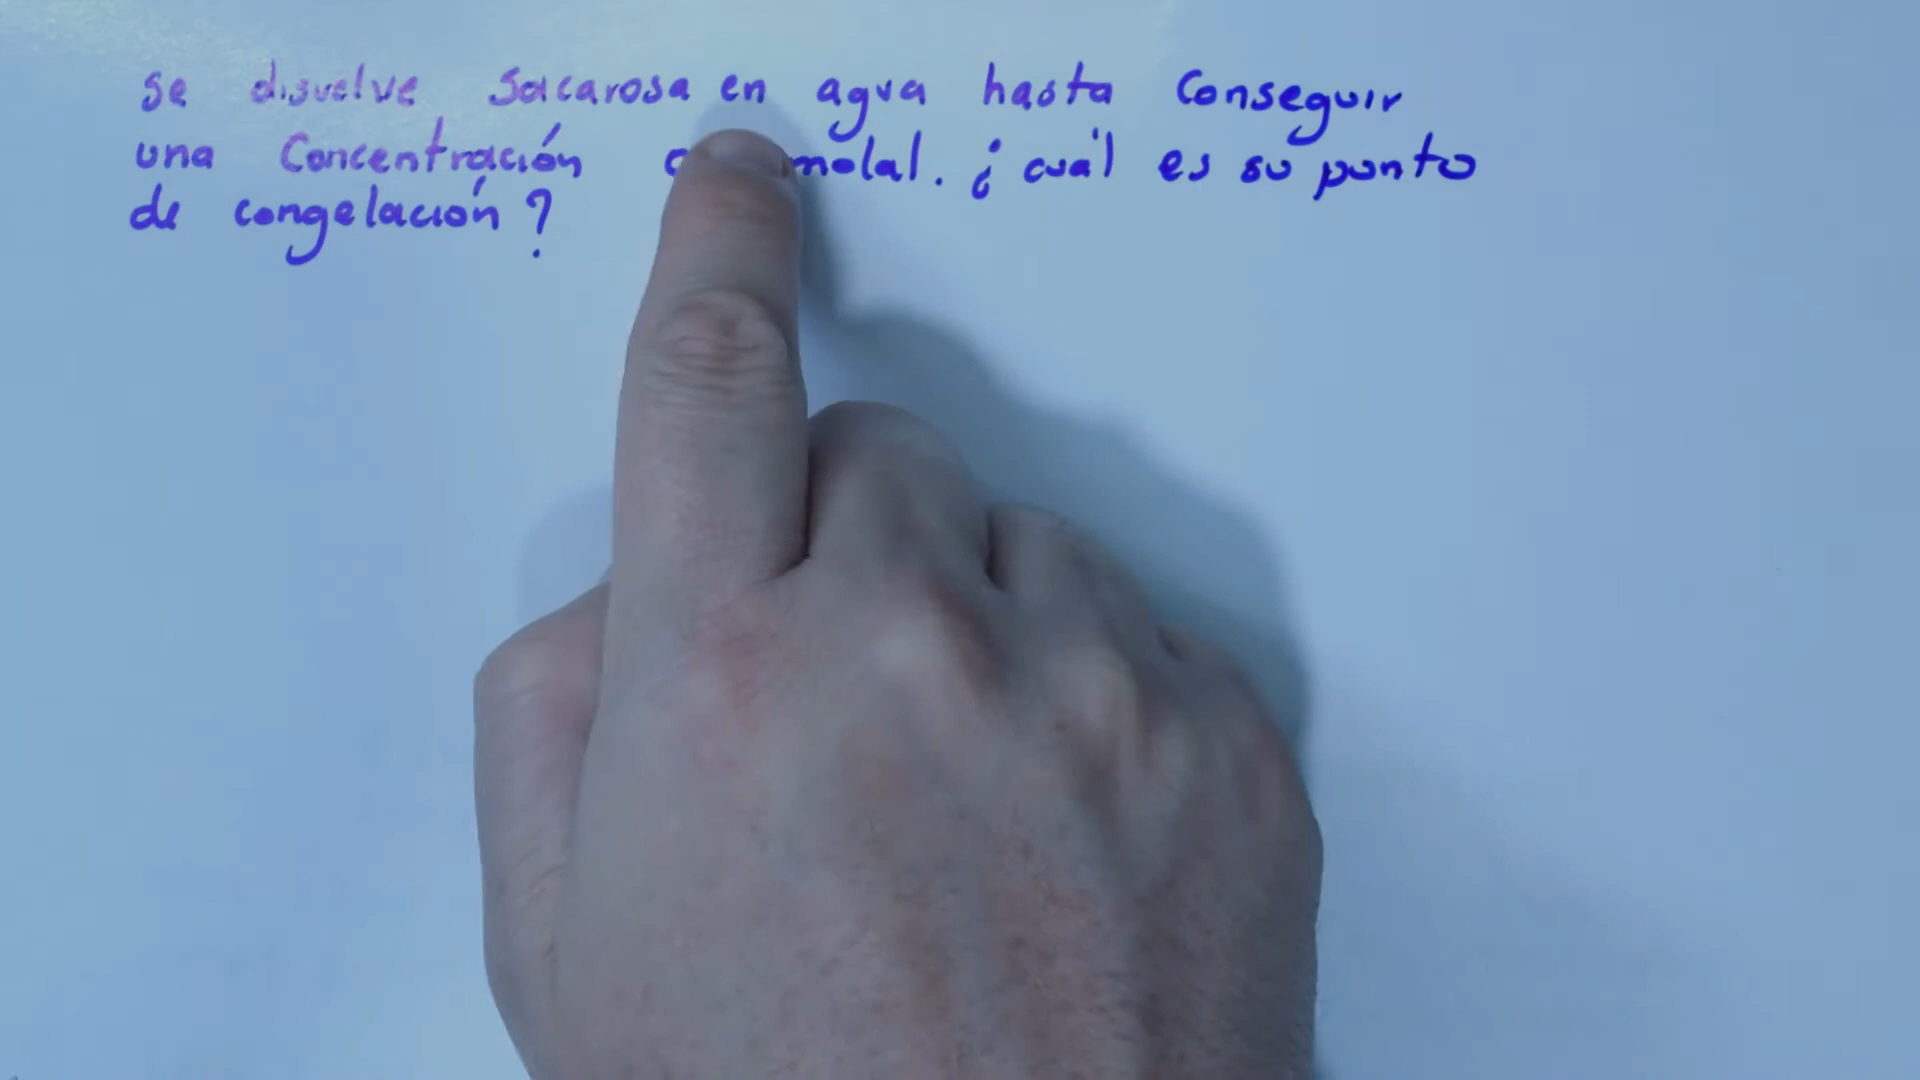 se disuelve sacarosa en agua hasta conseguir
una concentración molal. ¿cuál es su punto
de congelación?